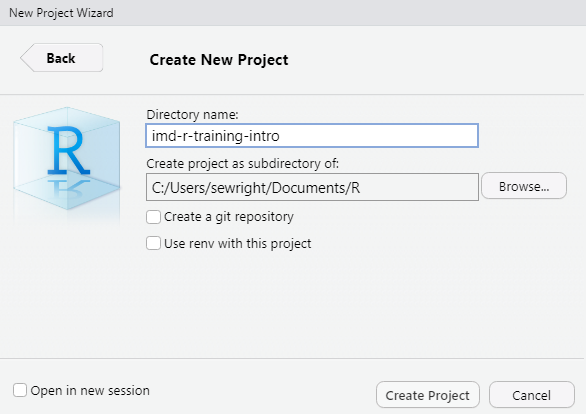 New Project Wizard
Back
Create New Project
R
Directory name:
imd-r-training-intro
Create project as subdirectory of:
C:/Users/sewright/Documents/R
Browse...
Create a git repository
Use renv with this project
Open in new session
Create Project
Cancel